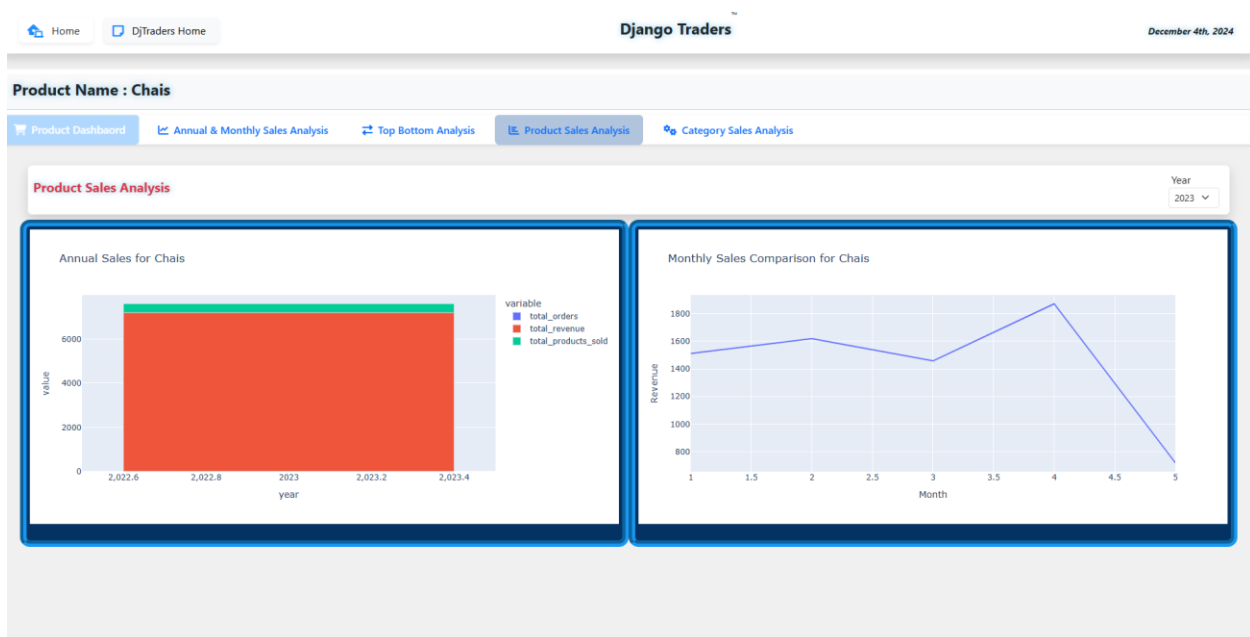 Home
DjTraders Home
Django Traders™
December 4th, 2024
Product Name : Chais
Product Dashbaord
Annual & Monthly Sales Analysis
Top Bottom Analysis
Product Sales Analysis
Category Sales Analysis
Product Sales Analysis
Year
2023
Annual Sales for Chais
variable
total_orders
total_revenue
total_products_sold
6000
4000
2000
0
value
2,022.6
2,022.8
2023
2,023.2
2,023.4
year
Monthly Sales Comparison for Chais
1800
1600
1400
1200
1000
800
Revenue
1
1.5
2
2.5
3
3.5
4
4.5
5
Month